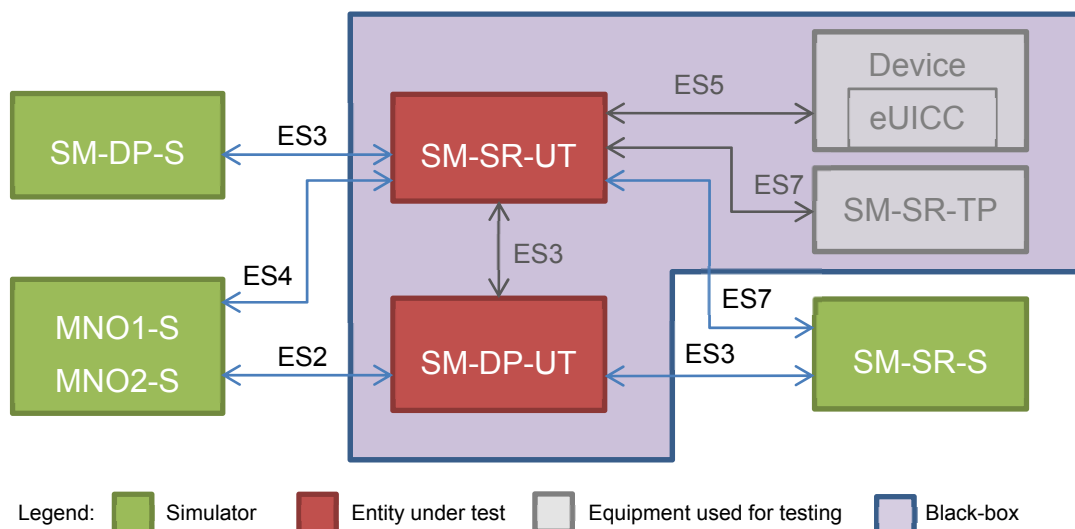 Device
eUICC
ES5
SM-DP-S
ES3
SM-SR-UT
ES7
SM-SR-TP
ES4
ES3
MNO1-S
MNO2-S
ES2
SM-DP-UT
ES7
ES3
SM-SR-S
Legend: Simulator Entity under test Equipment used for testing Black-box